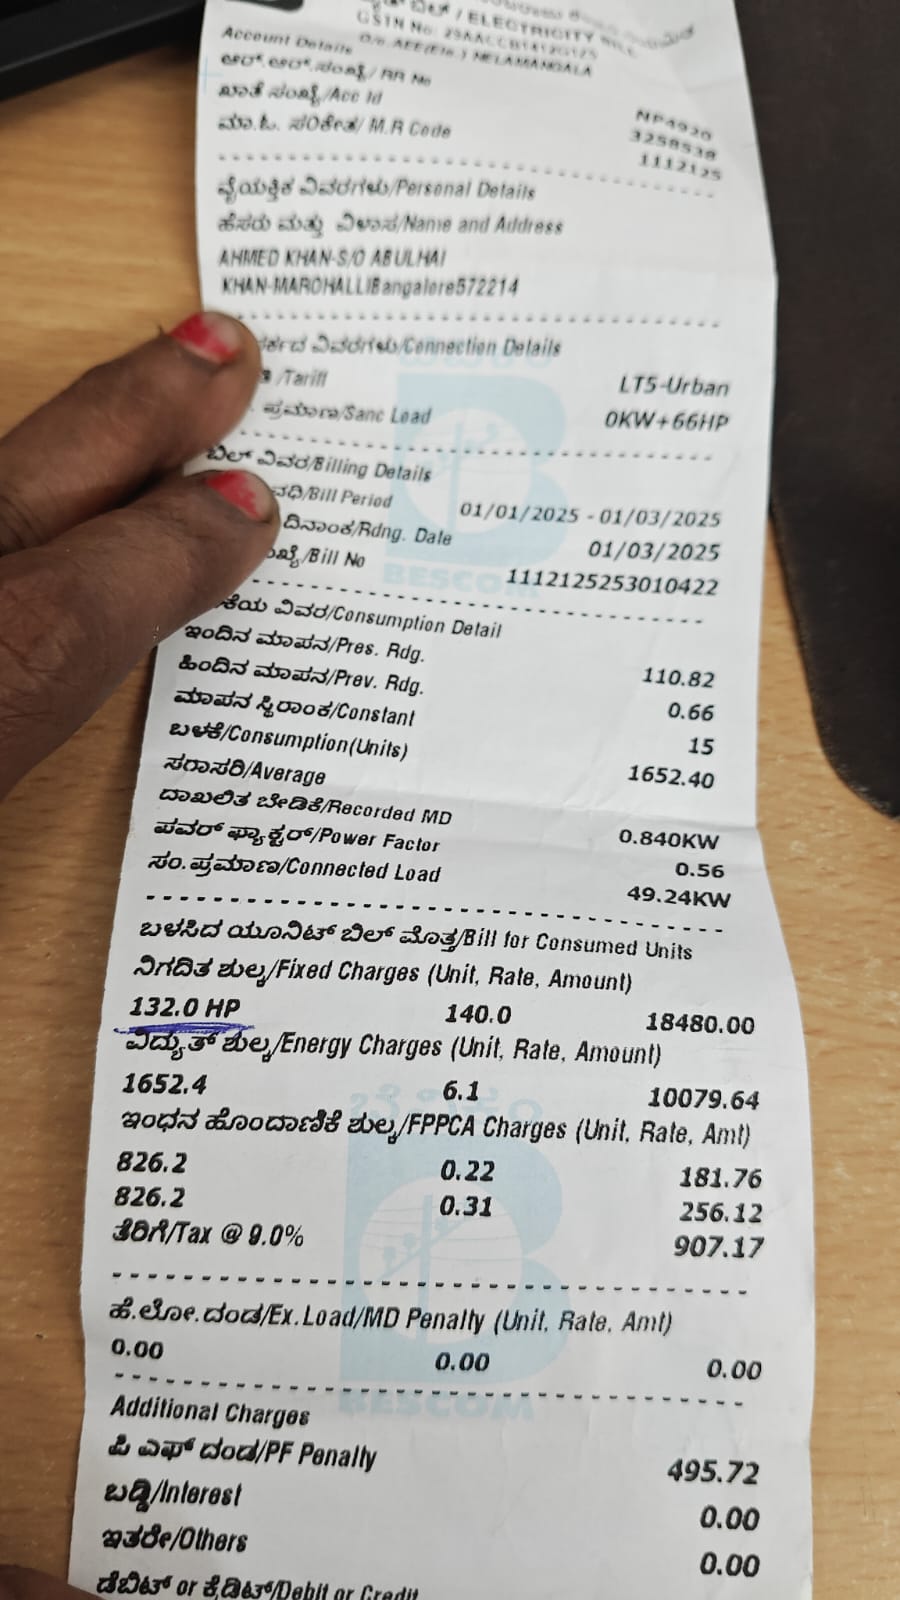 ಬಿಲ್ / ELECTRICITY BILL
GSTN No: 29AACCB1412G1Z5
O/o. AEE(Ele.) NELAMANGALA
Account Details
ಆರ್.ಆರ್.ಸಂಖ್ಯೆ/ RR No NP4920
ಖಾತೆ ಸಂಖ್ಯೆ/Acc Id 3258538
ಮಾ.ಓ. ಸಂಕೇತ/ M.R Code 1112125
ವೈಯಕ್ತಿಕ ವಿವರಗಳು/Personal Details
ಹೆಸರು ಮತ್ತು ವಿಳಾಸ/Name and Address
AHMED KHAN-S/O ABULHAI
KHAN-MAROHALLIBangalore572214
ವಿವರಗಳು/Connection Details
/Tariff LT5-Urban
ಪ್ರಮಾಣ/Sanc Load 0KW+66HP
ಬಿಲ್ ವಿವರ/Billing Details
/Bill Period 01/01/2025 - 01/03/2025
ದಿನಾಂಕ/Rdng. Date 01/03/2025
/Bill No 1112125253010422
ವಿವರ/Consumption Detail
ಇಂದಿನ ಮಾಪನ/Pres. Rdg. 110.82
ಹಿಂದಿನ ಮಾಪನ/Prev. Rdg. 0.66
ಮಾಪನ ಸ್ಥಿರಾಂಕ/Constant 15
ಬಳಕೆ/Consumption(Units) 1652.40
ಸರಾಸರಿ/Average
ದಾಖಲಿತ ಬೇಡಿಕೆ/Recorded MD 0.840KW
ಪವರ್ ಫ್ಯಾಕ್ಟರ್/Power Factor 0.56
ಸಂ.ಪ್ರಮಾಣ/Connected Load 49.24KW
ಬಳಸಿದ ಯೂನಿಟ್ ಬಿಲ್ ಮೊತ್ತ/Bill for Consumed Units
ನಿಗದಿತ ಶುಲ್ಕ/Fixed Charges (Unit, Rate, Amount)
132.0 HP 140.0 18480.00
ವಿದ್ಯುತ್ ಶುಲ್ಕ/Energy Charges (Unit, Rate, Amount)
1652.4 6.1 10079.64
ಇಂಧನ ಹೊಂದಾಣಿಕೆ ಶುಲ್ಕ/FPPCA Charges (Unit, Rate, Amt)
826.2 0.22 181.76
826.2 0.31 256.12
ತೆರಿಗೆ/Tax @ 9.0% 907.17
ಹೆ.ಲೋ.ದಂಡ/Ex.Load/MD Penalty (Unit, Rate, Amt)
0.00 0.00 0.00
Additional Charges
ಪಿ ಎಫ್ ದಂಡ/PF Penalty 495.72
ಬಡ್ಡಿ/Interest 0.00
ಇತರೇ/Others 0.00
ಡೆಬಿಟ್ or ಕ್ರೆಡಿಟ್/Debit or Credit